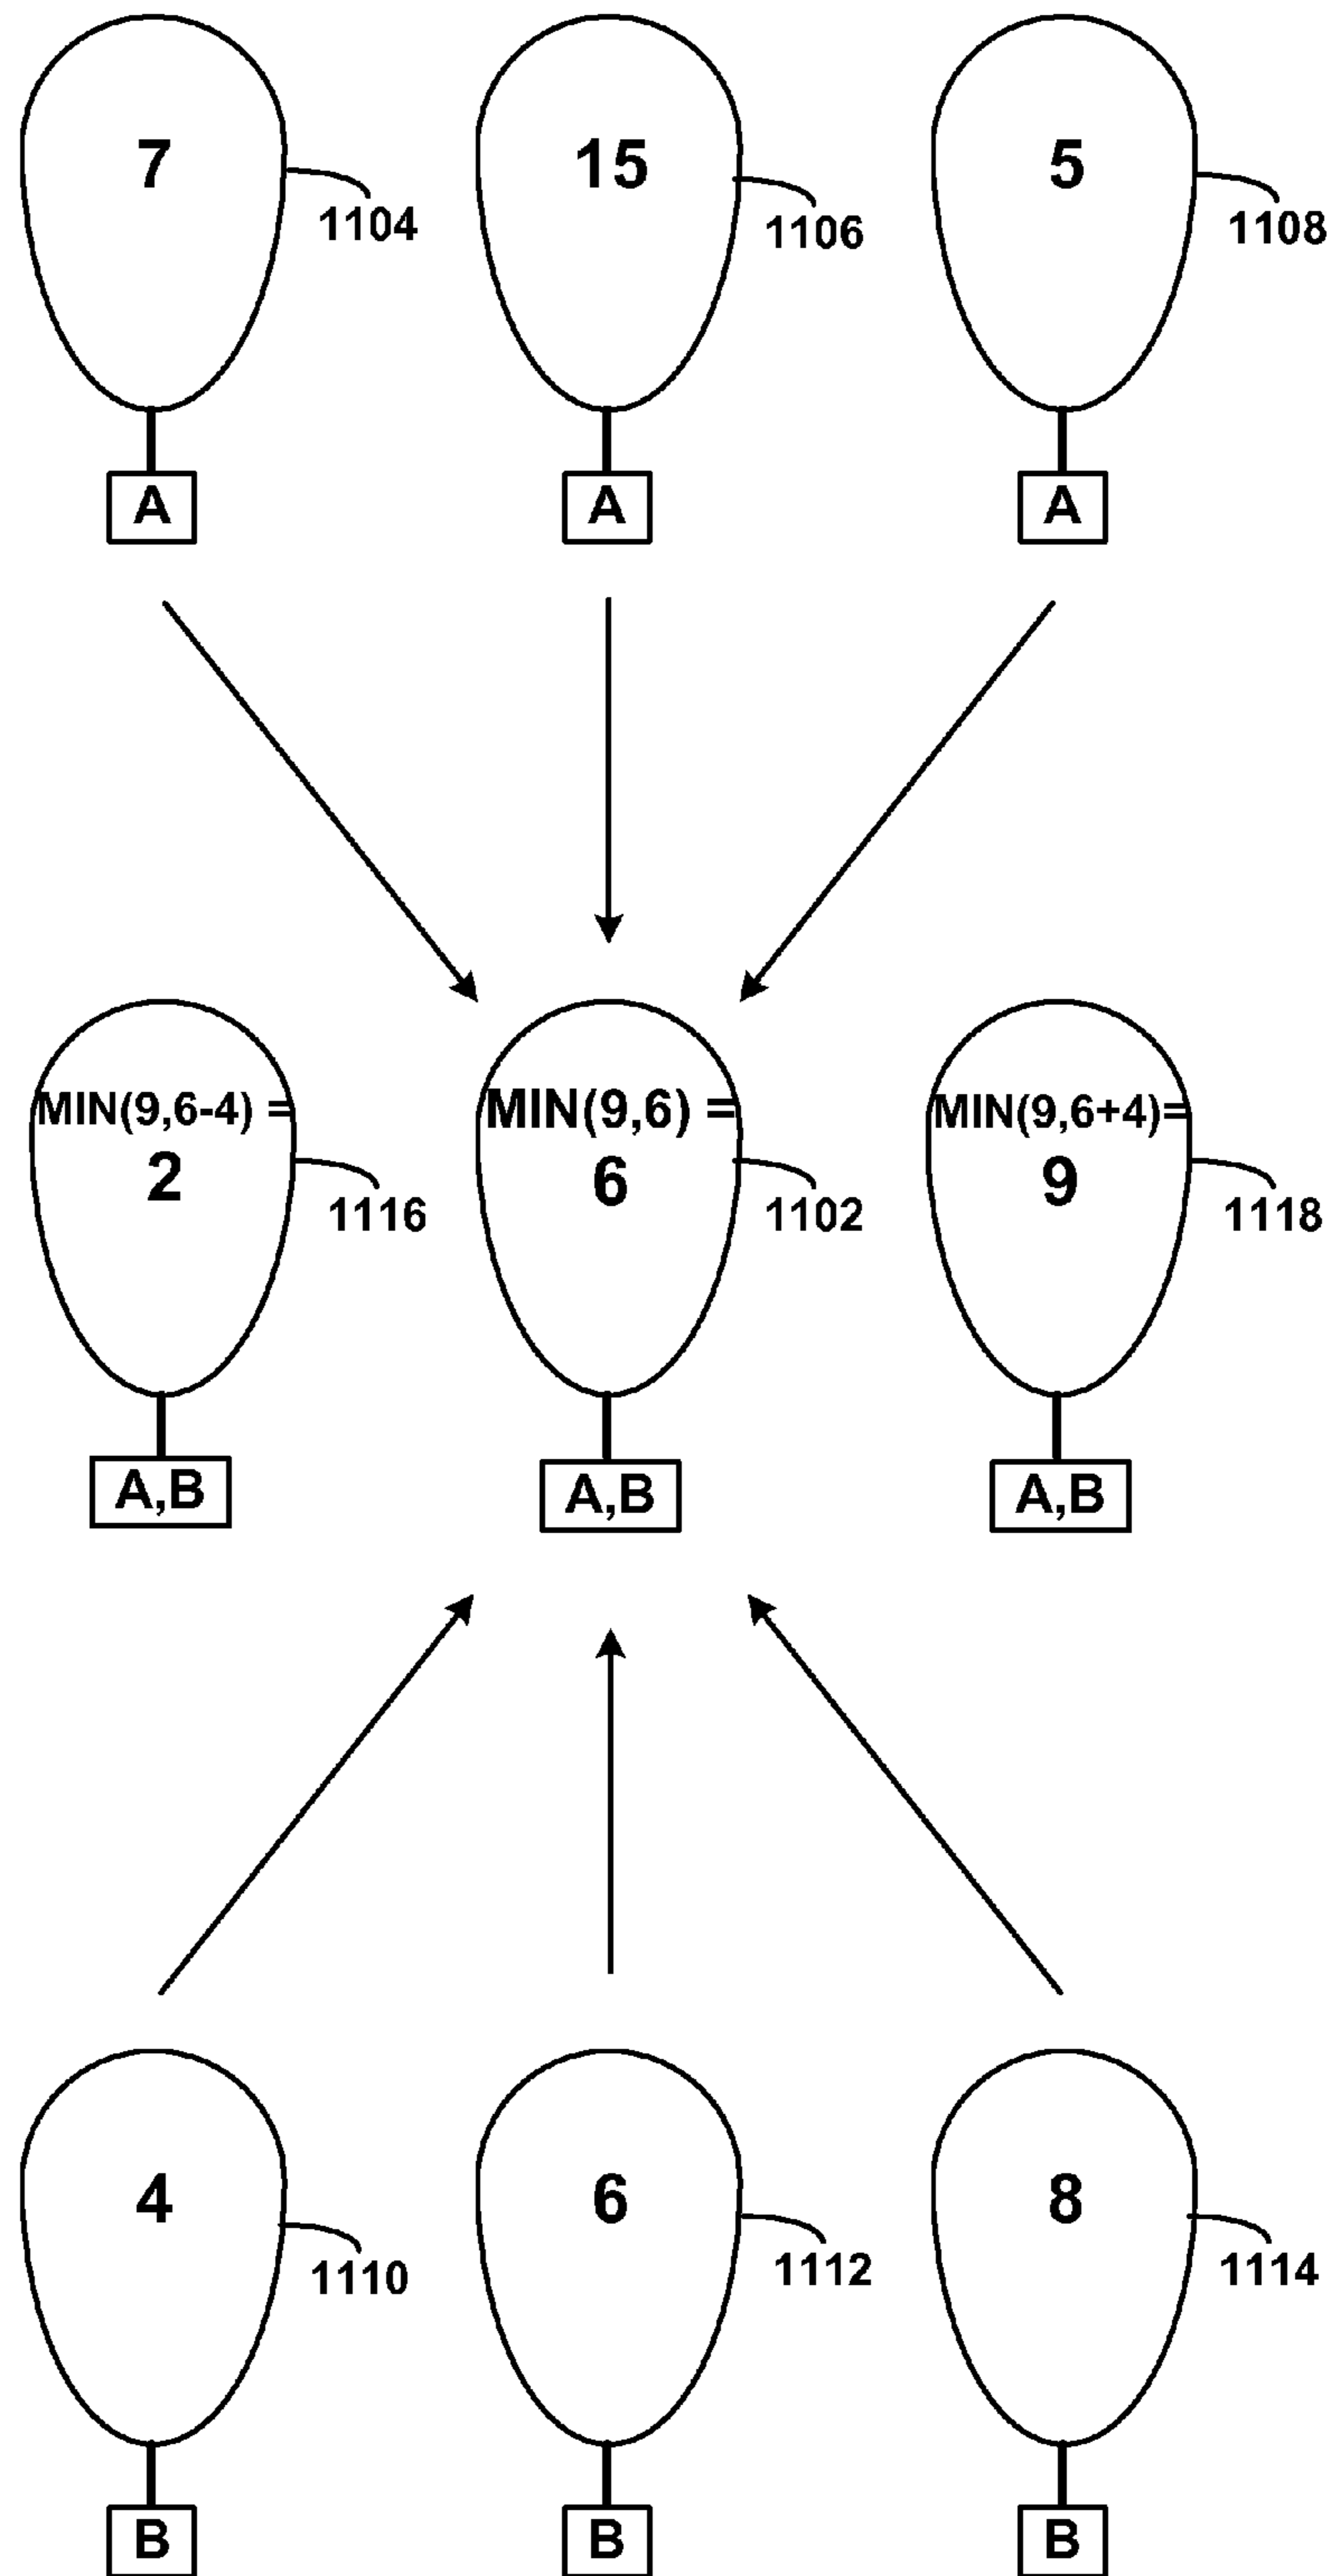 7 15 5
1104 1106 1108
A A A
MIN(9,6-4) = MIN(9,6) = MIN(9,6+4)=
2 6 9
1116 1102 1118
A,B A,B A,B
4 6 8
1110 1112 1114
B B B